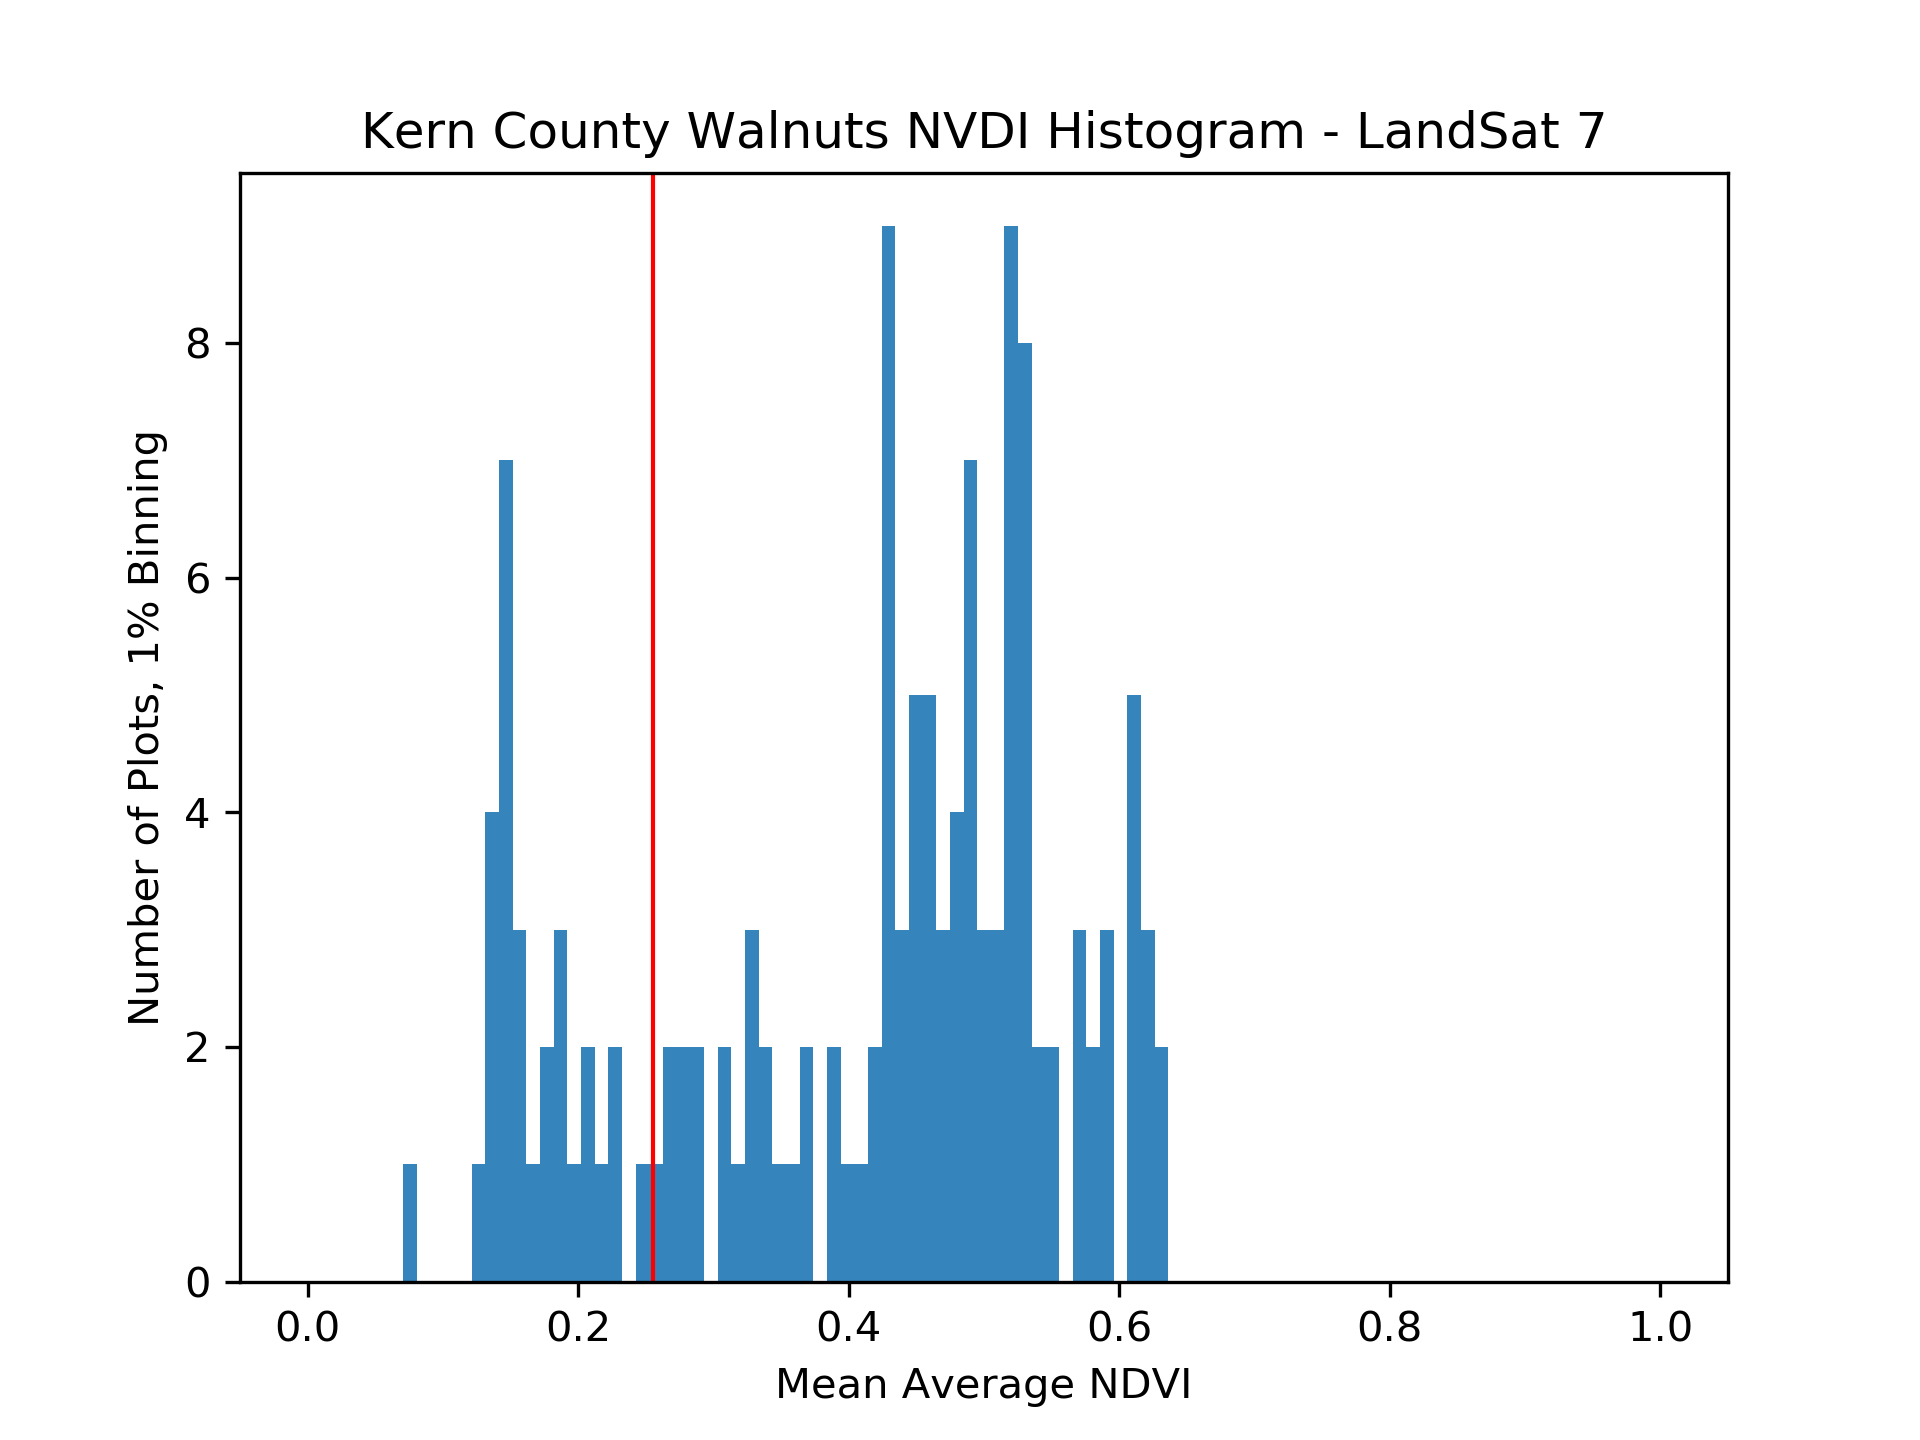 Kern County Walnuts NVDI Histogram - LandSat 7
Number of Plots, 1% Binning
8
6
4
2
0
0.0 0.2 0.4 0.6 0.8 1.0
Mean Average NDVI